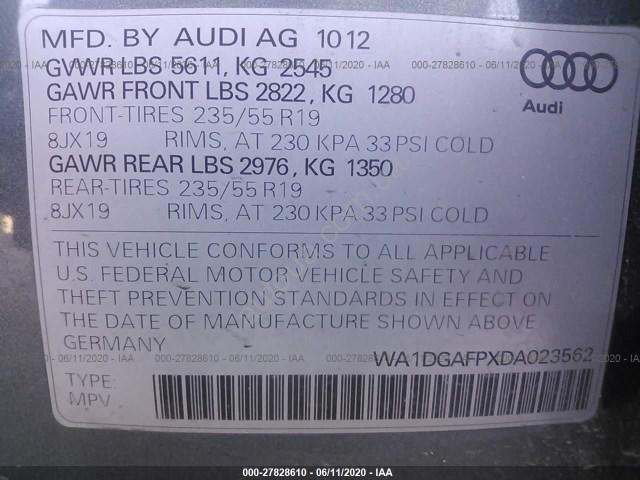 MFD. BY AUDI AG 10 12
GVWR LBS 5611, KG 2545
GAWR FRONT LBS 2822, KG 1280
FRONT-TIRES 235/55 R19
8JX19 RIMS, AT 230 KPA 33 PSI COLD
GAWR REAR LBS 2976, KG 1350
REAR-TIRES 235/55 R19
8JX19 RIMS, AT 230 KPA 33 PSI COLD
Audi
THIS VEHICLE CONFORMS TO ALL APPLICABLE
U.S. FEDERAL MOTOR VEHICLE SAFETY AND
THEFT PREVENTION STANDARDS IN EFFECT ON
THE DATE OF MANUFACTURE SHOWN ABOVE
GERMANY
WA1DGAFPXDA023562
TYPE:
MPV
000-27828610 - 06/11/2020 - IAA